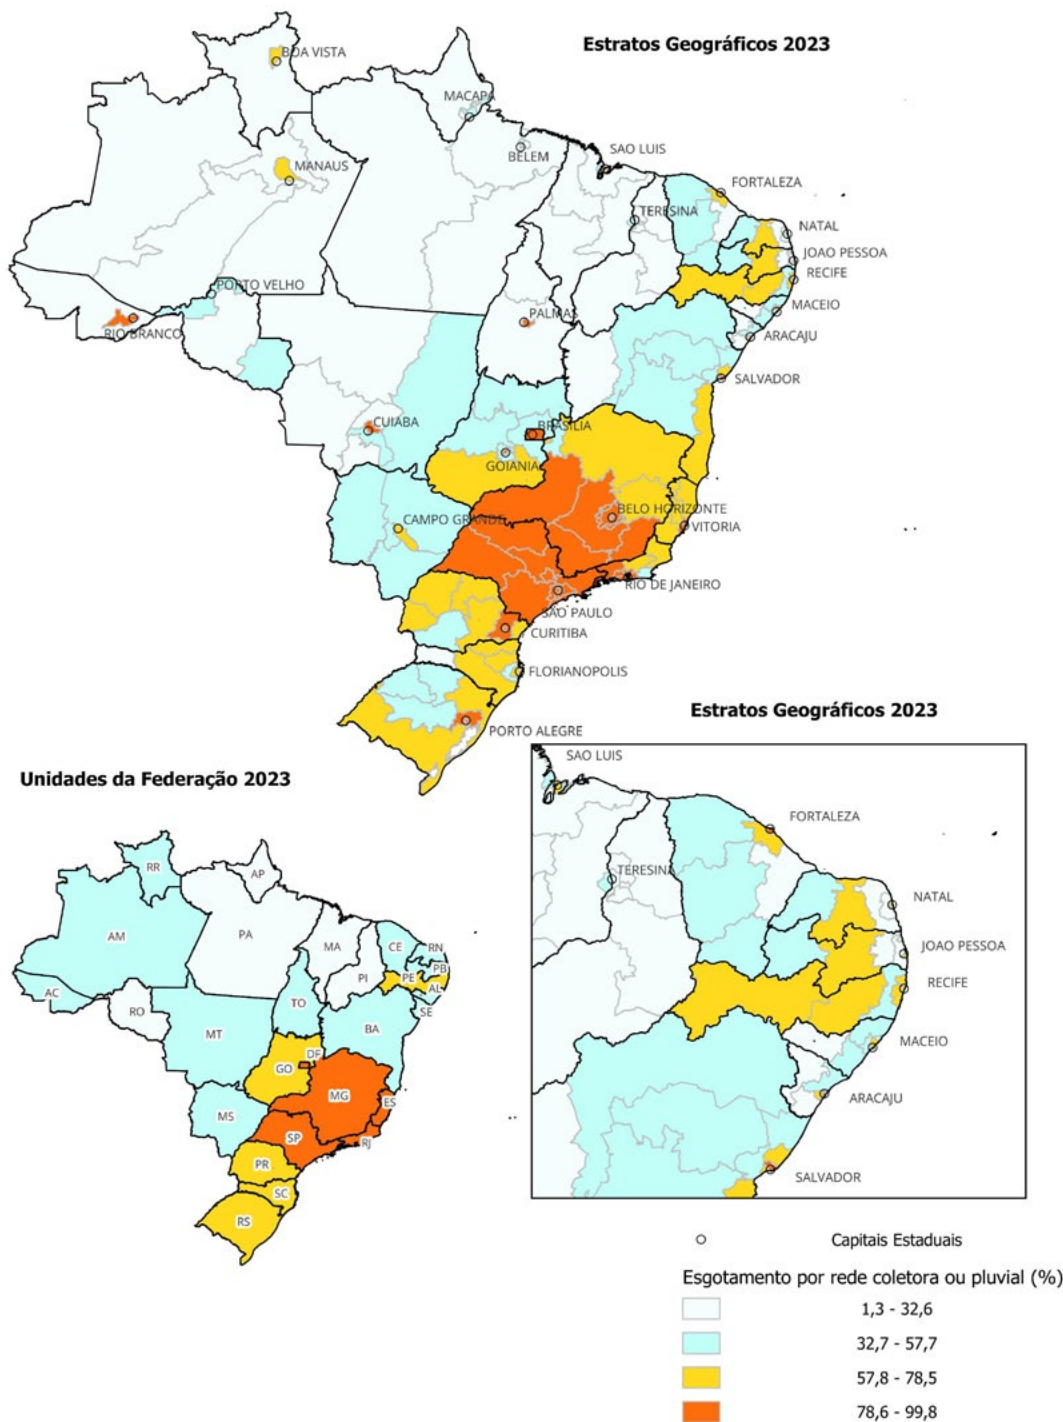 Estratos Geográficos 2023
BOA VISTA
MACAPA
BELEM
SAO LUIS
MANAUS
FORTALEZA
TERESINA
NATAL
JOAO PESSOA
RECIFE
PORTO VELHO
MACEIO
PALMAS
RIO BRANCO
ARACAJU
SALVADOR
CUIABA
BRASILIA
GOIANIA
BELO HORIZONTE
CAMPO GRANDE
VITORIA
RIO DE JANEIRO
SÃO PAULO
CURITIBA
FLORIANOPOLIS
PORTO ALEGRE
Estratos Geográficos 2023
SAO LUIS
FORTALEZA
TERESINA
NATAL
JOAO PESSOA
RECIFE
MACEIO
ARACAJU
SALVADOR
Unidades da Federação 2023
RR
AP
AM
PA
MA
CE
RN
PB
PE
PI
AL
AC
TO
SE
RO
BA
MT
DF
GO
MG
ES
MS
SP
RJ
PR
SC
RS
Capitais Estaduais
Esgotamento por rede coletora ou pluvial (%)
1,3 - 32,6
32,7 - 57,7
57,8 - 78,5
78,6 - 99,8